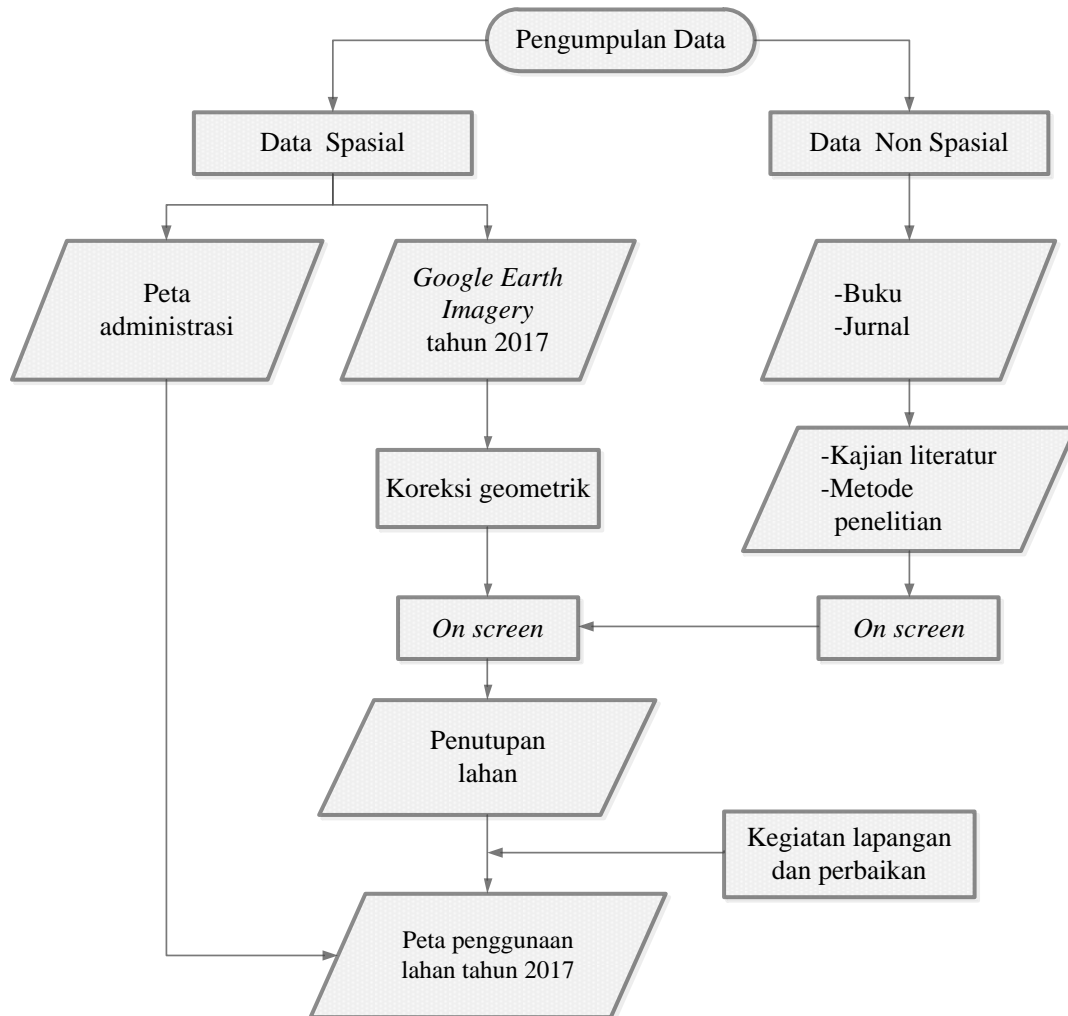 Pengumpulan Data
Data Spasial
Data Non Spasial
Peta
administrasi
Google Earth
Imagery
tahun 2017
-Buku
-Jurnal
Koreksi geometrik
-Kajian literatur
-Metode
penelitian
On screen
On screen
Penutupan
lahan
Kegiatan lapangan
dan perbaikan
Peta penggunaan
lahan tahun 2017